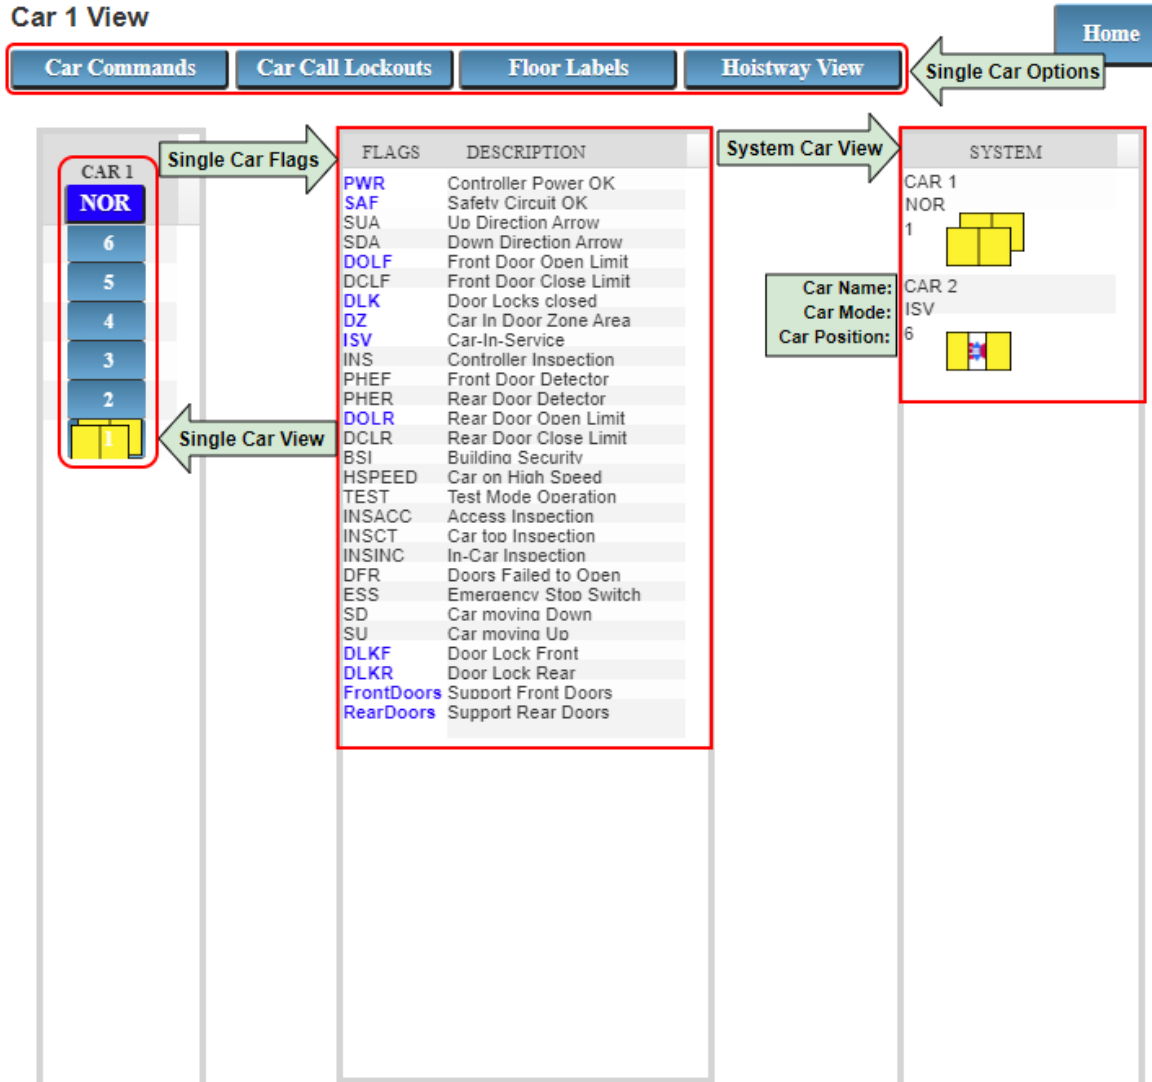 Car 1 View
Home
Car Commands
Car Call Lockouts
Floor Labels
Hoistway View
Single Car Options
CAR 1
NOR
6
5
4
3
2
1
Single Car Flags
Single Car View
FLAGS DESCRIPTION
PWR Controller Power OK
SAF Safety Circuit OK
SUA Up Direction Arrow
SDA Down Direction Arrow
DOLF Front Door Open Limit
DCLF Front Door Close Limit
DLK Door Locks closed
DZ Car In Door Zone Area
ISV Car-In-Service
INS Controller Inspection
PHEF Front Door Detector
PHER Rear Door Detector
DOLR Rear Door Open Limit
DCLR Rear Door Close Limit
BSI Building Security
HSPEED Car on High Speed
TEST Test Mode Operation
INSACC Access Inspection
INSCT Car top Inspection
INSINC In-Car Inspection
DFR Doors Failed to Open
ESS Emergency Stop Switch
SD Car moving Down
SU Car moving Up
DLKF Door Lock Front
DLKR Door Lock Rear
FrontDoors Support Front Doors
RearDoors Support Rear Doors
System Car View
SYSTEM
CAR 1
NOR
1
Car Name:
Car Mode:
Car Position:
CAR 2
ISV
6